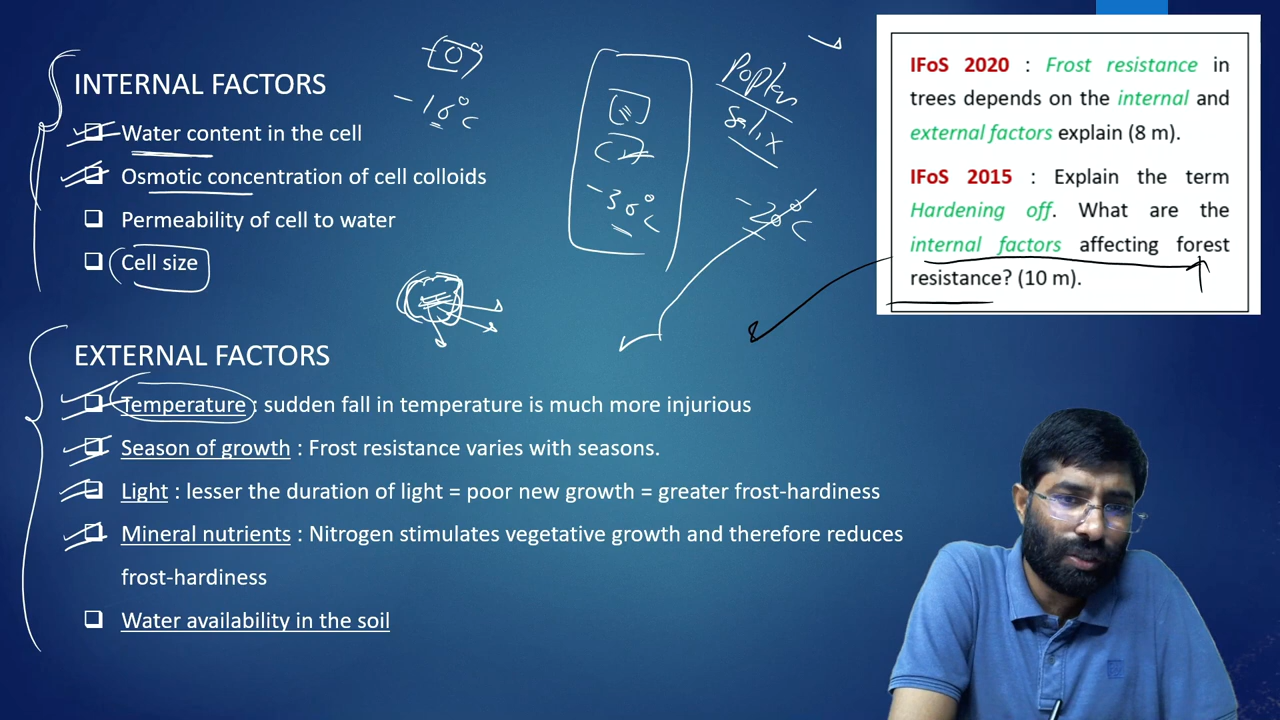 INTERNAL FACTORS
Water content in the cell
Osmotic concentration of cell colloids
Permeability of cell to water
Cell size
EXTERNAL FACTORS
Temperature : sudden fall in temperature is much more injurious
Season of growth : Frost resistance varies with seasons.
Light : lesser the duration of light = poor new growth = greater frost-hardiness
Mineral nutrients : Nitrogen stimulates vegetative growth and therefore reduces
frost-hardiness
Water availability in the soil
-10°C
-30°C
Salix
-20°C
IFoS 2020 : Frost resistance in
trees depends on the internal and
external factors explain (8 m).
IFoS 2015 : Explain the term
Hardening off. What are the
internal factors affecting forest
resistance? (10 m).